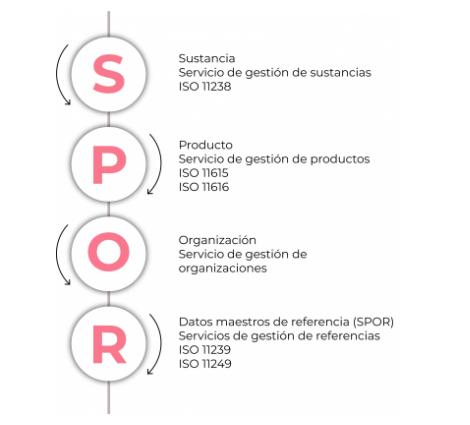 S
Sustancia
Servicio de gestión de sustancias
ISO 11238
P
Producto
Servicio de gestión de productos
ISO 11615
ISO 11616
O
Organización
Servicio de gestión de
organizaciones
R
Datos maestros de referencia (SPOR)
Servicios de gestión de referencias
ISO 11239
ISO 11249